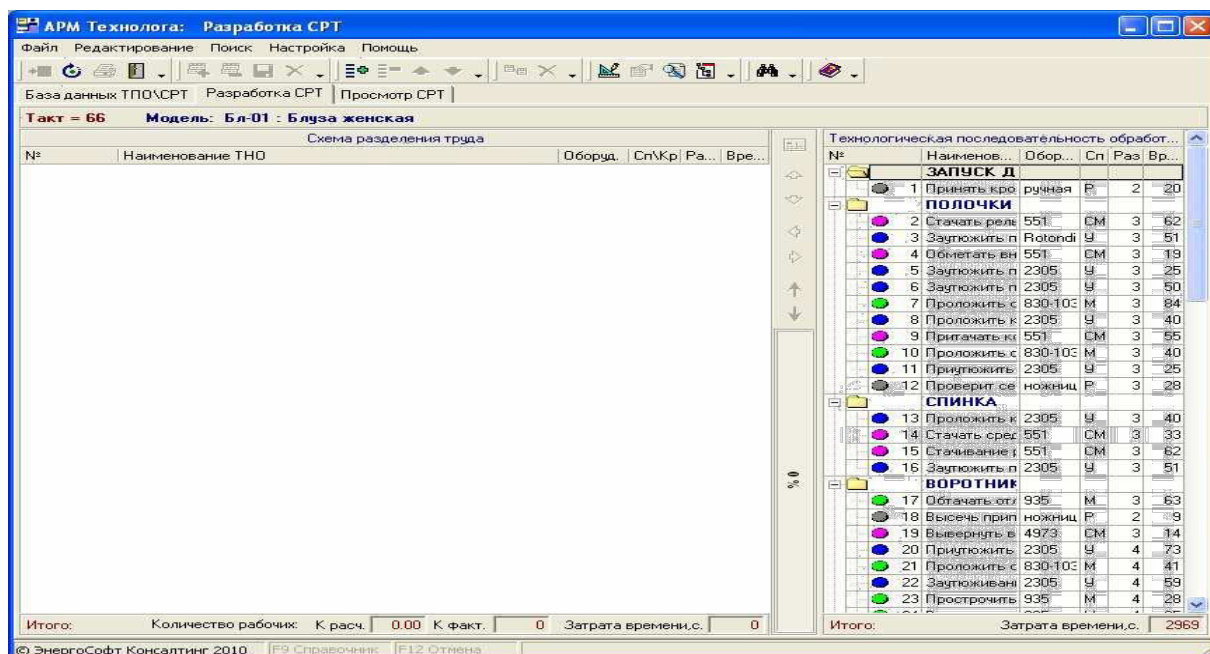 АРМ Технолога: Разработка СРТ
Файл Редактирование Поиск Настройка Помощь
База данных ТПО\СРТ Разработка СРТ Просмотр СРТ
Такт = 66 Модель: Бл-01 : Блуза женская
Схема разделения труда
№ Наименование ТНО Оборуд. Сп\Кр Ра... Вре...
0 %
Итого: Количество рабочих: К расч. 0.00 К факт. 0 Затрата времени,с. 0
Технологическая последовательность обработ...
№ Наименов... Обор... Сп Раз Вр...
ЗАПУСК Д
1 Принять кро ручная Р 2 20
ПОЛОЧКИ
2 Стачать рель 551 СМ 3 62
3 Заутюжить п Rotondi У 3 51
4 Обметать вн 551 СМ 3 19
5 Заутюжить п 2305 У 3 25
6 Заутюжить п 2305 У 3 50
7 Проложить с 830-103 М 3 84
8 Проложить к 2305 У 3 40
9 Притачать ко 551 СМ 3 55
10 Проложить с 830-103 М 3 40
11 Приутюжить 2305 У 3 25
12 Проверит се ножниц Р 3 28
СПИНКА
13 Проложить к 2305 У 3 40
14 Стачать сред 551 СМ 3 33
15 Стачивание 551 СМ 3 62
16 Заутюжить п 2305 У 3 51
ВОРОТНИК
17 Обтачать отл 935 М 3 63
18 Высечь прип ножниц Р 2 9
19 Вывернуть в 4973 СМ 3 14
20 Приутюжить 2305 У 4 73
21 Проложить с 830-103 М 4 41
22 Заутюживани 2305 У 4 59
23 Прострочить 935 М 4 28
Итого: Затрата времени,с. 2969
© ЭнергоСофт Консалтинг 2010 F9 Справочник F12 Отмена